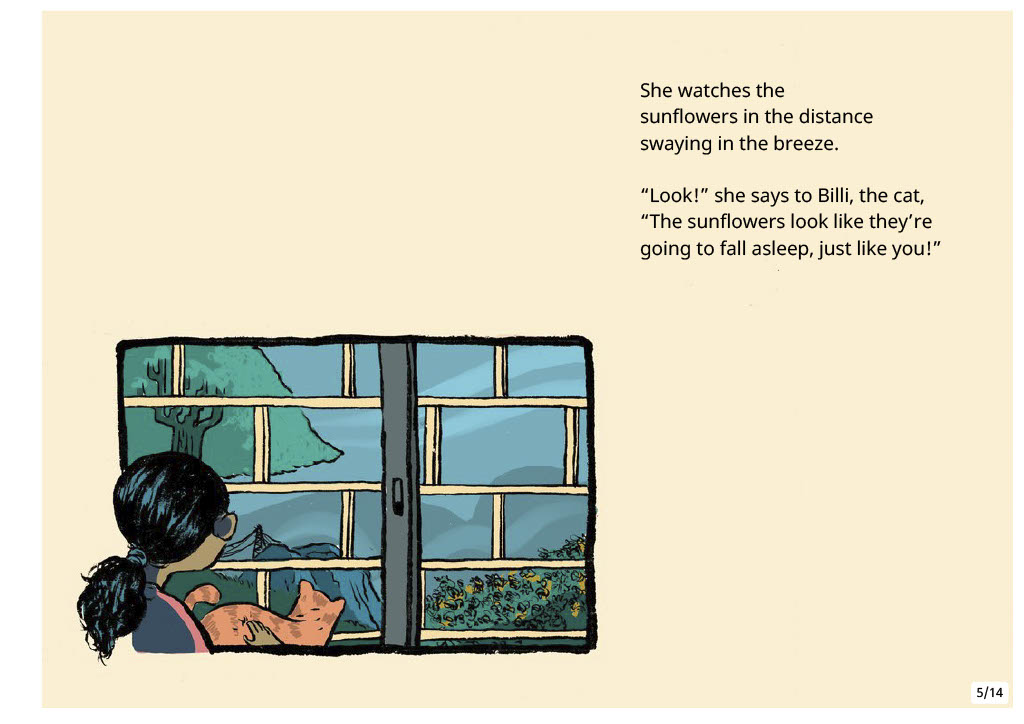 She watches the
sunflowers in the distance
swaying in the breeze.
“Look!” she says to Billi, the cat,
“The sunflowers look like they’re
going to fall asleep, just like you!”
5/14